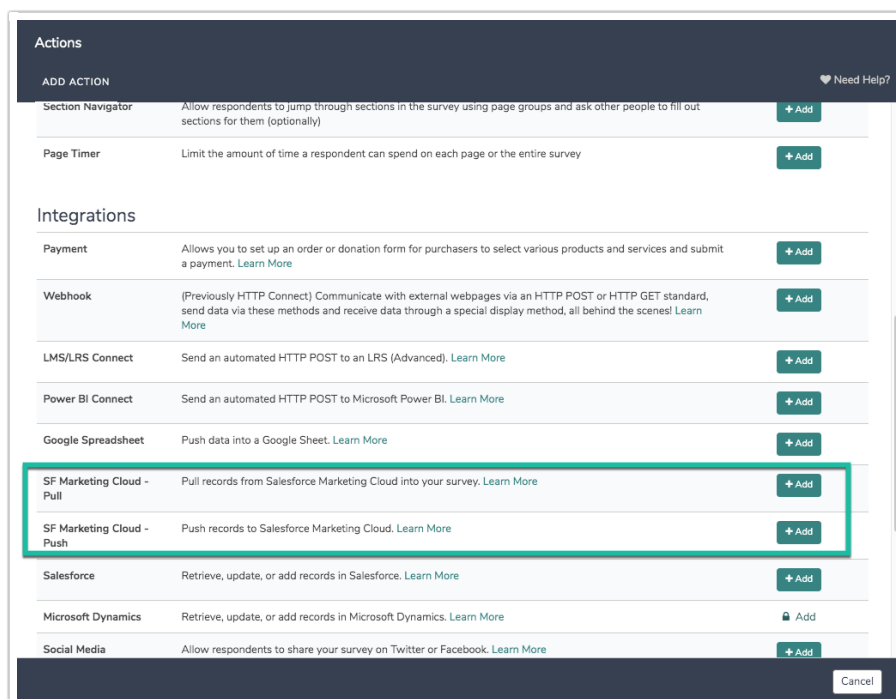 Actions
ADD ACTION
Need Help?
Section Navigator
Allow respondents to jump through sections in the survey using page groups and ask other people to fill out
sections for them (optionally)
+ Add
Page Timer
Limit the amount of time a respondent can spend on each page or the entire survey
+ Add
Integrations
Payment
Allows you to set up an order or donation form for purchasers to select various products and services and submit
a payment. Learn More
+ Add
Webhook
(Previously HTTP Connect) Communicate with external webpages via an HTTP POST or HTTP GET standard,
send data via these methods and receive data through a special display method, all behind the scenes! Learn
More
+ Add
LMS/LRS Connect
Send an automated HTTP POST to an LRS (Advanced). Learn More
+ Add
Power BI Connect
Send an automated HTTP POST to Microsoft Power BI. Learn More
+ Add
Google Spreadsheet
Push data into a Google Sheet. Learn More
+ Add
SF Marketing Cloud -
Pull
Pull records from Salesforce Marketing Cloud into your survey. Learn More
+ Add
SF Marketing Cloud -
Push
Push records to Salesforce Marketing Cloud. Learn More
+ Add
Salesforce
Retrieve, update, or add records in Salesforce. Learn More
+ Add
Microsoft Dynamics
Retrieve, update, or add records in Microsoft Dynamics. Learn More
Add
Social Media
Allow respondents to share your survey on Twitter or Facebook. Learn More
+ Add
Cancel